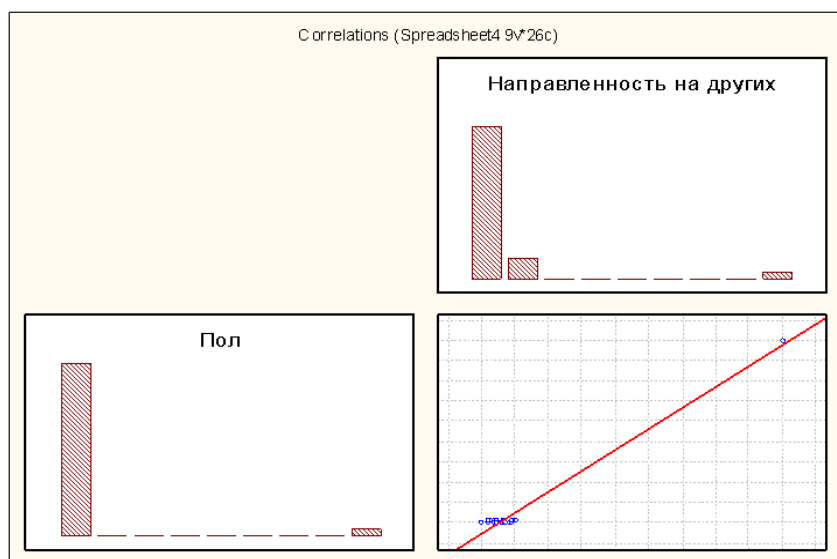 Correlations (Spreadsheet4 9v*26c)
Направленность на других
Пол